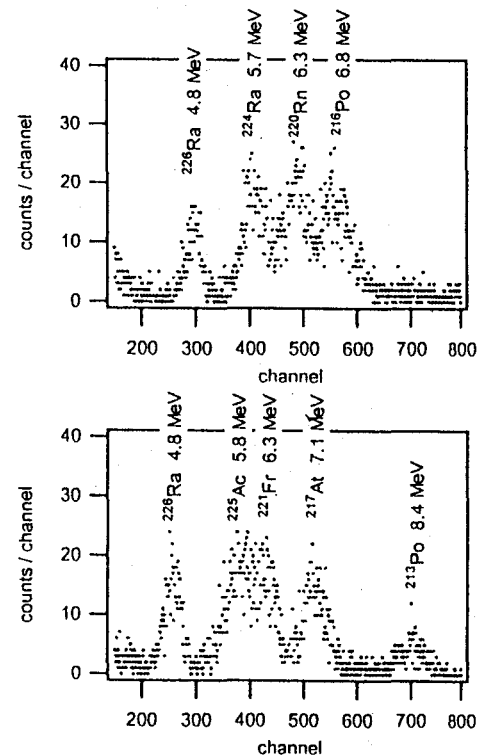 40
30
20
10
0
counts / channel
200 300 400 500 600 700 800
channel
²²⁶Ra 4.8 MeV
²²⁴Ra 5.7 MeV
²²⁰Rn 6.3 MeV
²¹⁶Po 6.8 MeV
40
30
20
10
0
counts / channel
200 300 400 500 600 700 800
channel
²²⁶Ra 4.8 MeV
²²⁵Ac 5.8 MeV
²²¹Fr 6.3 MeV
²¹⁷At 7.1 MeV
²¹³Po 8.4 MeV